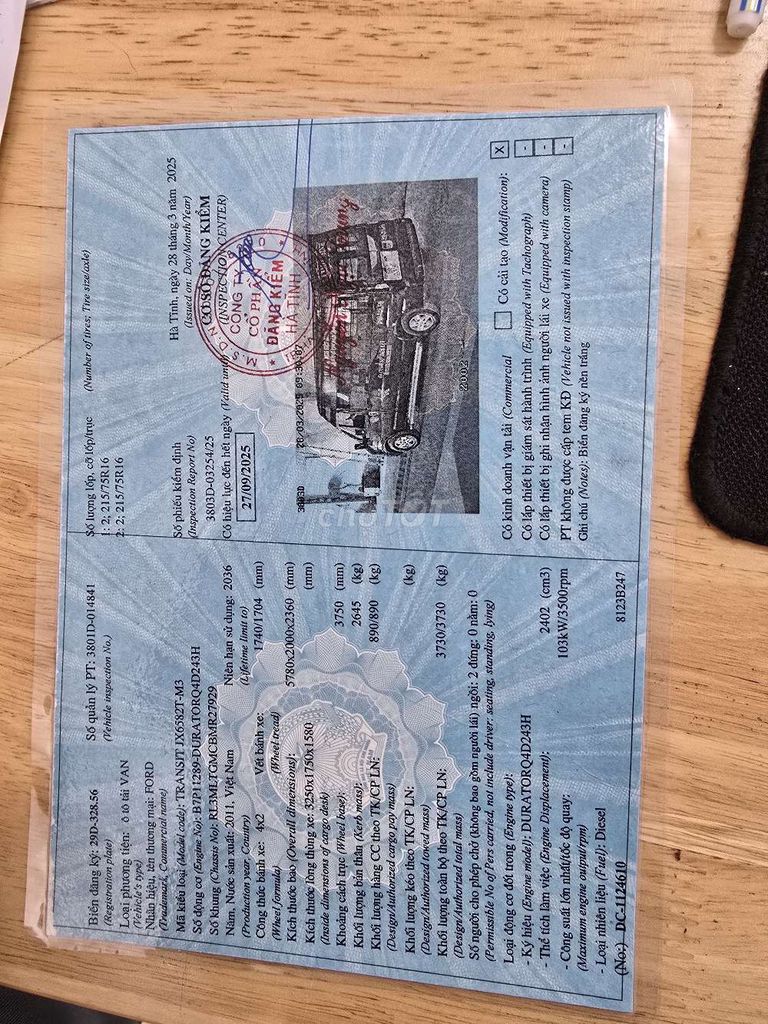 Biển đăng ký: 29D-328.56
(Registration plate)
Số quản lý PT: 3801D-014841
(Vehicle inspection No.)
Loại phương tiện: ô tô tải VAN
(Vehicle's type)
Nhãn hiệu, tên thương mại: FORD
(Trademark, Commercial name)
Mã kiểu loại (Model code): TRANSIT JX6582T-M3
Số động cơ (Engine No): B7P11289-DURATORQ4D243H
Số khung (Chassis No): RL3MLTGMCBMR27929
Năm, Nước sản xuất: 2011, Việt Nam
(Production year, Country)
Niên hạn sử dụng: 2036
(Lifetime limit to)
Công thức bánh xe: 4x2
(Wheel formula)
Vết bánh xe: 1740/1704 (mm)
(Wheel tread)
Kích thước bao (Overall dimensions): 5780x2000x2360 (mm)
Kích thước lòng thùng xe: 3250x1750x1580 (mm)
(Inside dimensions of cargo deck)
Khoảng cách trục (Wheel base): 3750 (mm)
Khối lượng bản thân (Kerb mass): 2645 (kg)
Khối lượng hàng CC theo TK/CP LN: 890/890 (kg)
(Design/Authorized cargo pay mass)
Khối lượng kéo theo TK/CP LN: (kg)
(Design/Authorized towed mass)
Khối lượng toàn bộ theo TK/CP LN: 3730/3730 (kg)
(Design/Authorized total mass)
Số người cho phép chở (không bao gồm người lái) ngồi: 2 đứng: 0 nằm: 0
(Permissible No of Pers carried, not include driver: seating, standing, lying)
Loại động cơ đốt trong (Engine type):
- Ký hiệu (Engine model): DURATORQ4D243H
- Thể tích làm việc (Engine Displacement): 2402 (cm3)
- Công suất lớn nhất/tốc độ quay: 103kW/3500rpm
(Maximum engine output/rpm)
- Loại nhiên liệu (Fuel): Diesel
(No:) DC-1124610
8123B247
Số lượng lốp, cỡ lốp/trục (Number of tires; Tire size/axle)
1: 2; 215/75R16
2: 2; 215/75R16
Hà Tĩnh, ngày 28 tháng 3 năm 2025
(Issued on: Day/Month/Year)
Số phiếu kiểm định
(Inspection Report No)
3803D-03254/25
CƠ SỞ ĐĂNG KIỂM
(INSPECTION CENTER)
Có hiệu lực đến hết ngày (Valid until)
27/09/2025
CÔNG TY
CỔ PHẦN
ĐĂNG KIỂM
HÀ TĨNH
M.S.D.N
3803D
Chợ TỐT
Có kinh doanh vận tải (Commercial
Có cải tạo (Modification):
X
Có lắp thiết bị giám sát hành trình (Equipped with Tachograph)
-
Có lắp thiết bị ghi nhận hình ảnh người lái xe (Equipped with camera)
-
PT không được cấp tem KĐ (Vehicle not issued with inspection stamp)
-
Ghi chú (Notes): Biển đăng ký nền trắng